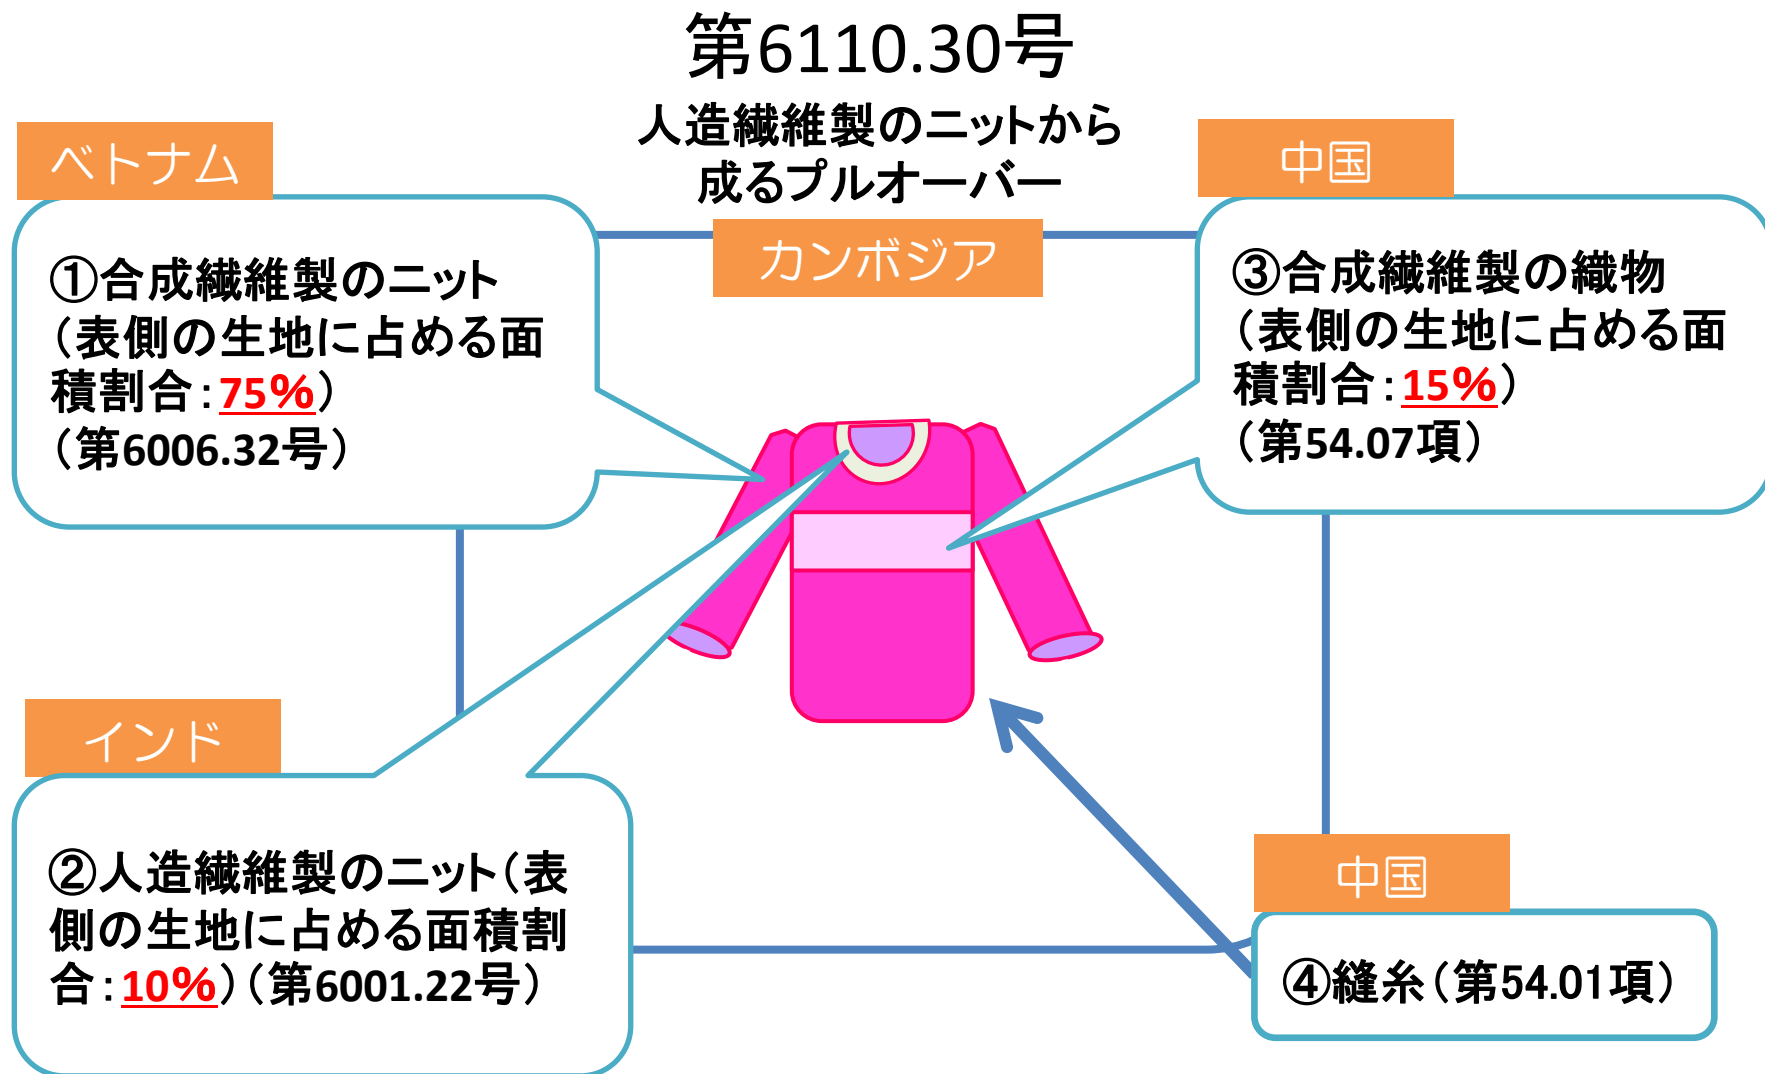 第6110.30号
人造繊維製のニットから
成るプルオーバー
ベトナム
①合成繊維製のニット
（表側の生地に占める面
積割合：75％）
（第6006.32号）
カンボジア
中国
③合成繊維製の織物
（表側の生地に占める面
積割合：15％）
（第54.07項）
インド
②人造繊維製のニット（表
側の生地に占める面積割
合：10％）（第6001.22号）
中国
④縫糸（第54.01項）